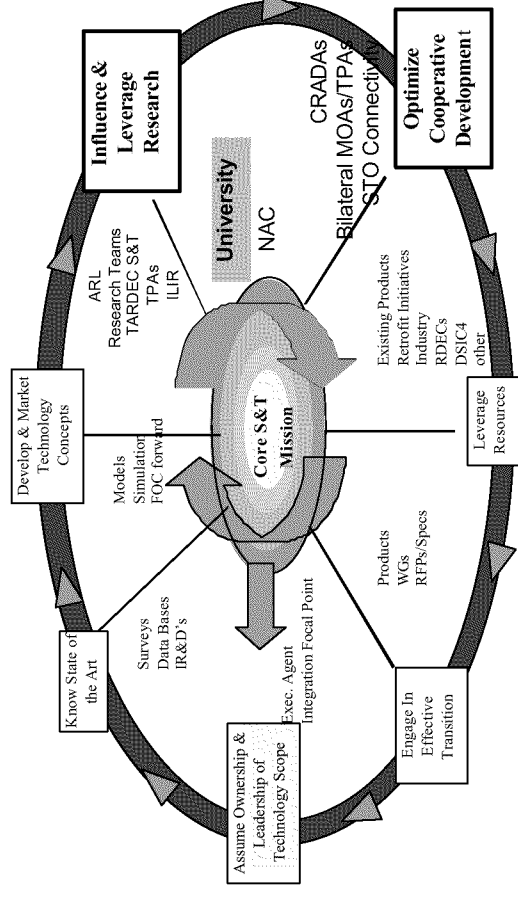 Influence &
Leverage
Research
Optimize
Cooperative
Development
Develop & Market
Technology
Concepts
Know State of
the Art
Assume Ownership &
Leadership of
Technology Scope
Engage In
Effective
Transition
Leverage
Resources
ARL
Research Teams
TARDEC S&T
TPAs
ILIR
University
NAC
CRADAs
Bilateral MOAs/TPAs
STO Connectivity
Models
Simulation
FOC forward
Surveys
Data Bases
IR&D's
Core S&T
Mission
Exec. Agent
Integration Focal Point
Products
WGs
RFPs/Specs
Existing Products
Retrofit Initiatives
Industry
RDECs
DSIC4
other